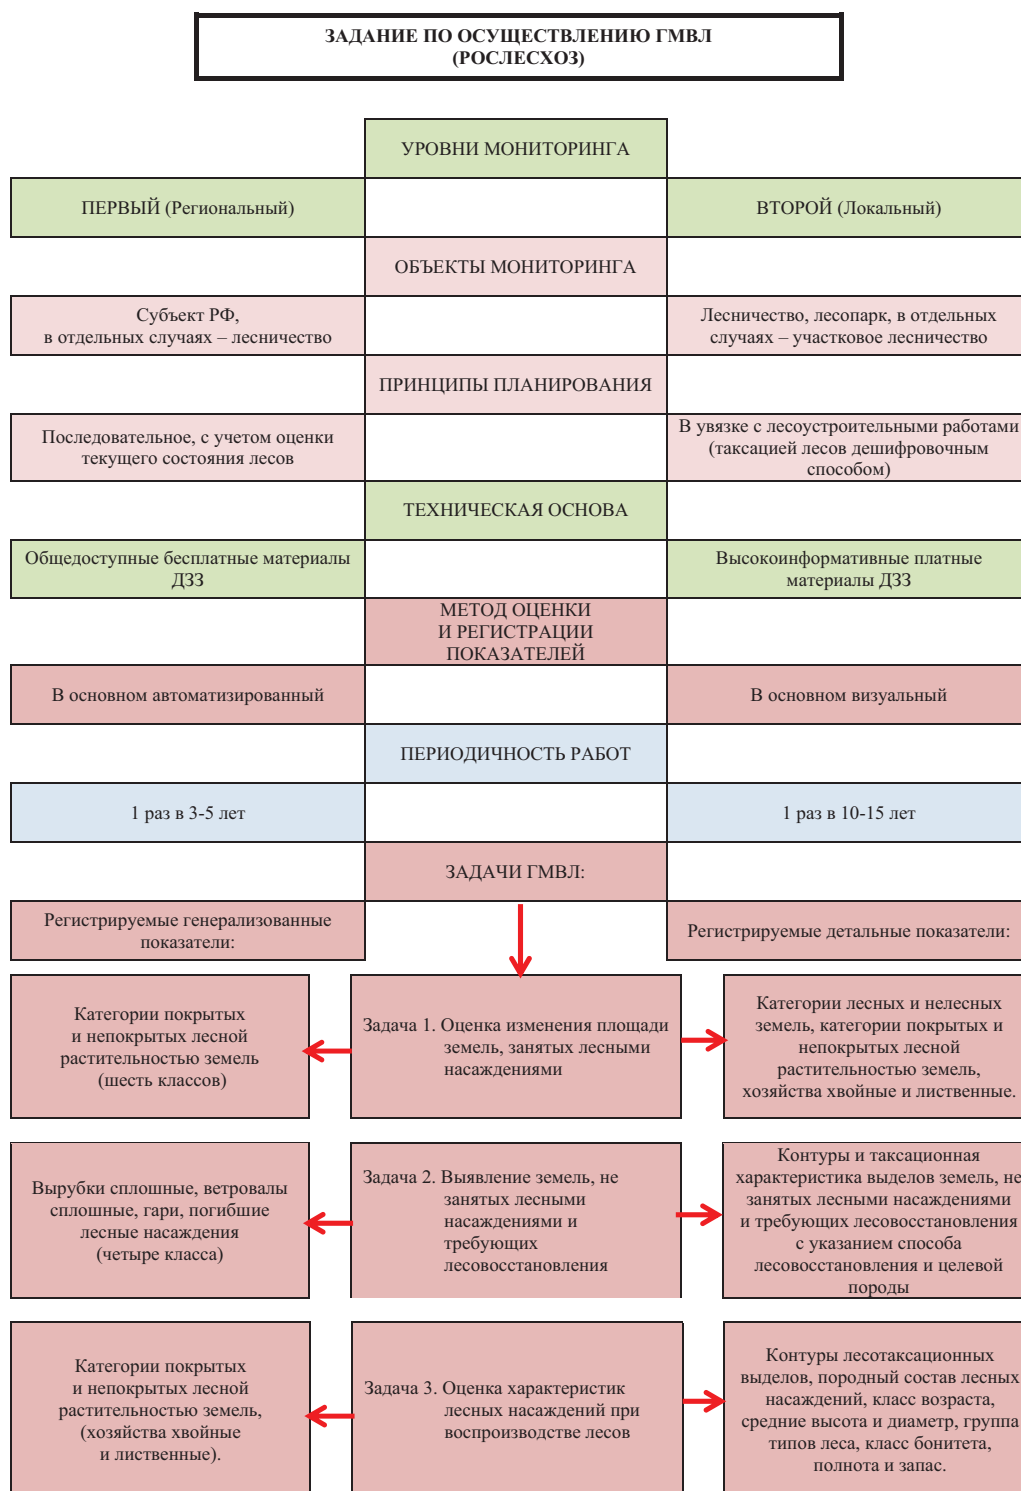 ЗАДАНИЕ ПО ОСУЩЕСТВЛЕНИЮ ГМВЛ
(РОСЛЕСХОЗ)
УРОВНИ МОНИТОРИНГА
ПЕРВЫЙ (Региональный)
ВТОРОЙ (Локальный)
ОБЪЕКТЫ МОНИТОРИНГА
Субъект РФ,
в отдельных случаях – лесничество
Лесничество, лесопарк, в отдельных
случаях – участковое лесничество
ПРИНЦИПЫ ПЛАНИРОВАНИЯ
Последовательное, с учетом оценки
текущего состояния лесов
В увязке с лесоустроительными работами
(таксацией лесов дешифровочным
способом)
ТЕХНИЧЕСКАЯ ОСНОВА
Общедоступные бесплатные материалы
ДЗЗ
Высокоинформативные платные
материалы ДЗЗ
МЕТОД ОЦЕНКИ
И РЕГИСТРАЦИИ
ПОКАЗАТЕЛЕЙ
В основном автоматизированный
В основном визуальный
ПЕРИОДИЧНОСТЬ РАБОТ
1 раз в 3-5 лет
1 раз в 10-15 лет
ЗАДАЧИ ГМВЛ:
Регистрируемые генерализованные
показатели:
Регистрируемые детальные показатели:
Категории покрытых
и непокрытых лесной
растительностью земель
(шесть классов)
Задача 1. Оценка изменения площади
земель, занятых лесными
насаждениями
Категории лесных и нелесных
земель, категории покрытых и
непокрытых лесной
растительностью земель,
хозяйства хвойные и лиственные.
Вырубки сплошные, ветровалы
сплошные, гари, погибшие
лесные насаждения
(четыре класса)
Задача 2. Выявление земель, не
занятых лесными
насаждениями и
требующих
лесовосстановления
Контуры и таксационная
характеристика выделов земель, не
занятых лесными насаждениями
и требующих лесовосстановления
с указанием способа
лесовосстановления и целевой
породы
Категории покрытых
и непокрытых лесной
растительностью земель,
(хозяйства хвойные
и лиственные).
Задача 3. Оценка характеристик
лесных насаждений при
воспроизводстве лесов
Контуры лесотаксационных
выделов, породный состав лесных
насаждений, класс возраста,
средние высота и диаметр, группа
типов леса, класс бонитета,
полнота и запас.